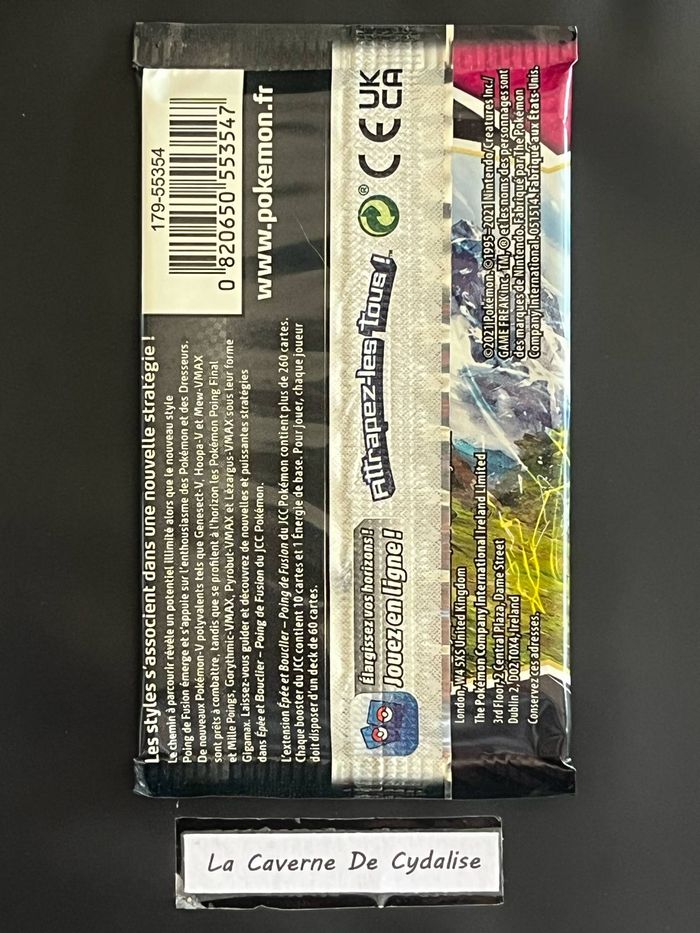 Les styles s'associent dans une nouvelle stratégie !
Le chemin à parcourir révèle un potentiel illimité alors que le nouveau style
Poing de Fusion émerge et s'appuie sur l'enthousiasme des Pokémon et des Dresseurs.
De nouveaux Pokémon-V polyvalents tels que Genesect-V, Hoopa-V et Mew-VMAX
sont prêts à combattre, tandis que se profilent à l'horizon les Pokémon Poing Final
et Mille Poings, Gorythmic-VMAX, Pyrobut-VMAX et Lézargus-VMAX sous leur forme
Gigamax. Laissez-vous guider et découvrez de nouvelles et puissantes stratégies
dans Épée et Bouclier – Poing de Fusion du JCC Pokémon.
L'extension Épée et Bouclier – Poing de Fusion du JCC Pokémon contient plus de 260 cartes.
Chaque booster du JCC contient 10 cartes et 1 Énergie de base. Pour jouer, chaque joueur
doit disposer d'un deck de 60 cartes.
179-55354
0 820650 553547
www.pokemon.fr
Élargissez vos horizons !
Jouez en ligne !
Attrapez-les tous !™
®
CE
UK
CA
London, W4 5XS United Kingdom
The Pokémon Company International Ireland Limited
3rd Floor, 2 Central Plaza, Dame Street
Dublin 2, D02 T0X4, Ireland
Conservez ces adresses.
©2021 Pokémon. ©1995–2021 Nintendo/Creatures Inc./
GAME FREAK inc. TM, ® et les noms des personnages sont
des marques de Nintendo. Fabriqué par The Pokémon
Company International. 051514. Fabriqué aux États-Unis.
La Caverne De Cydalise